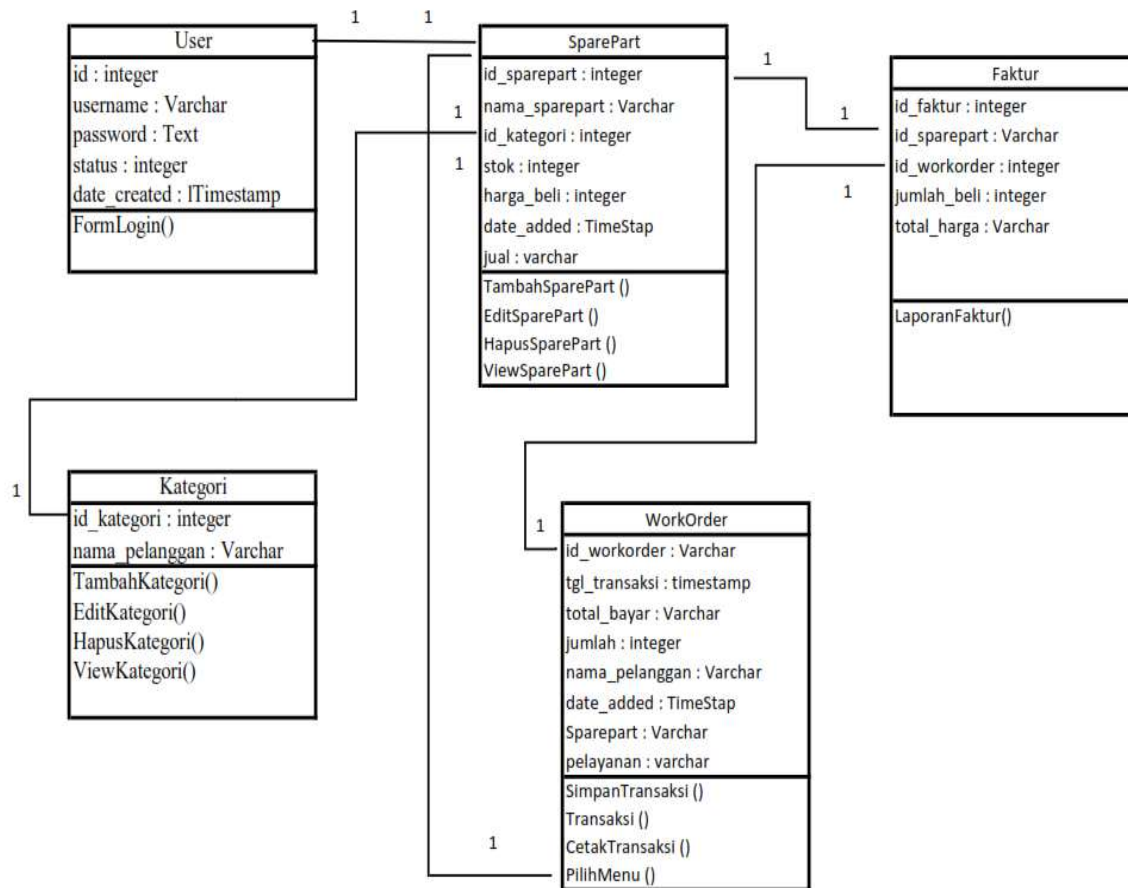 1
1
User
id : integer
username : Varchar
password : Text
status : integer
date_created : lTimestamp
FormLogin()
SparePart
id_sparepart : integer
nama_sparepart : Varchar
id_kategori : integer
stok : integer
harga_beli : integer
date_added : TimeStap
jual : varchar
TambahSparePart ()
EditSparePart ()
HapusSparePart ()
ViewSparePart ()
1
1
1
1
Faktur
id_faktur : integer
id_sparepart : Varchar
id_workorder : integer
jumlah_beli : integer
total_harga : Varchar
LaporanFaktur()
1
1
Kategori
id_kategori : integer
nama_pelanggan : Varchar
TambahKategori()
EditKategori()
HapusKategori()
ViewKategori()
1
WorkOrder
id_workorder : Varchar
tgl_transaksi : timestamp
total_bayar : Varchar
jumlah : integer
nama_pelanggan : Varchar
date_added : TimeStap
Sparepart : Varchar
pelayanan : varchar
SimpanTransaksi ()
Transaksi ()
CetakTransaksi ()
PilihMenu ()
1